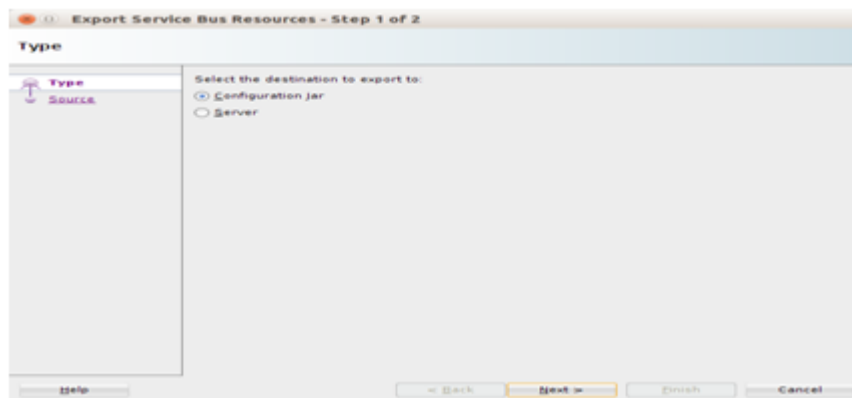 Export Service Bus Resources - Step 1 of 2
Type
Type
Source
Select the destination to export to:
Configuration Jar
Server
Help
< Back
Next >
Finish
Cancel